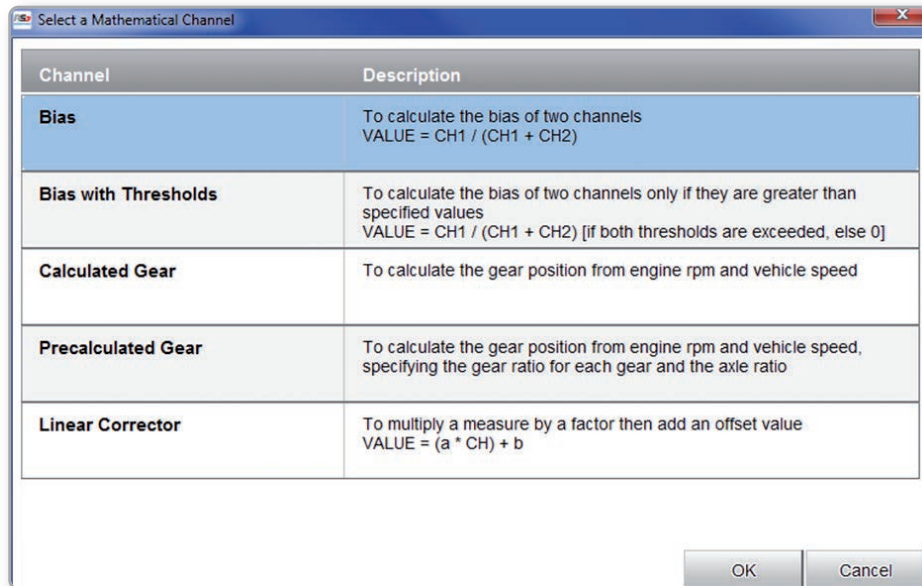 Select a Mathematical Channel
Channel Description
Bias
To calculate the bias of two channels
VALUE = CH1 / (CH1 + CH2)
Bias with Thresholds
To calculate the bias of two channels only if they are greater than
specified values
VALUE = CH1 / (CH1 + CH2) [if both thresholds are exceeded, else 0]
Calculated Gear
To calculate the gear position from engine rpm and vehicle speed
Precalculated Gear
To calculate the gear position from engine rpm and vehicle speed,
specifying the gear ratio for each gear and the axle ratio
Linear Corrector
To multiply a measure by a factor then add an offset value
VALUE = (a * CH) + b
OK Cancel